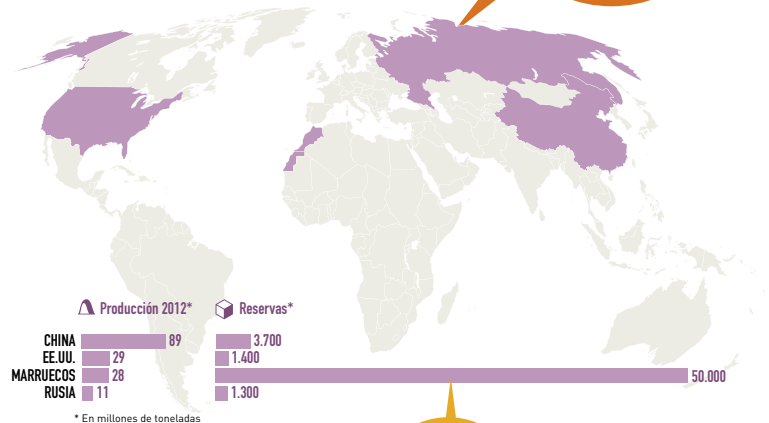 Producción 2012* Reservas*
CHINA 89 3.700
EE.UU. 29 1.400
MARRUECOS 28 50.000
RUSIA 11 1.300
* En millones de toneladas